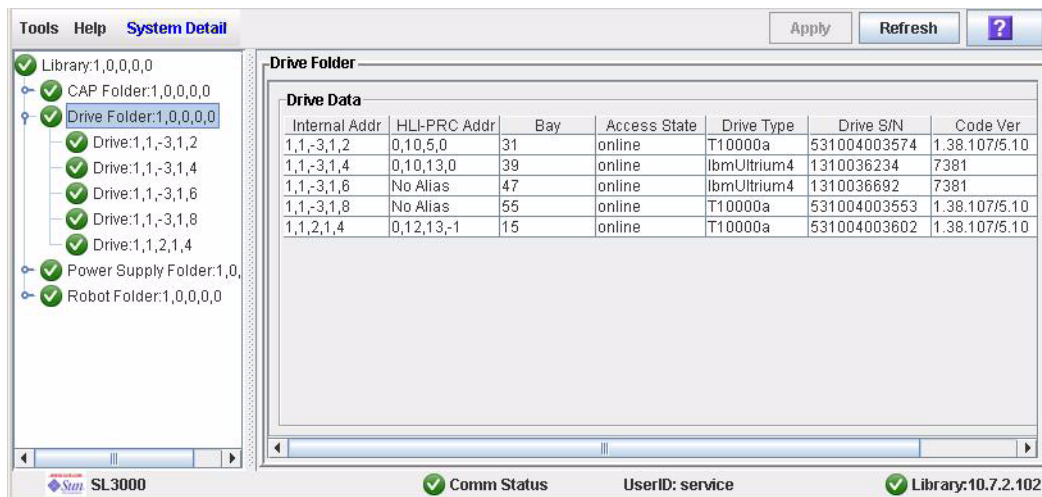 Tools Help System Detail Apply Refresh ?
Library:1,0,0,0,0
CAP Folder:1,0,0,0,0
Drive Folder:1,0,0,0,0
Drive:1,1,-3,1,2
Drive:1,1,-3,1,4
Drive:1,1,-3,1,6
Drive:1,1,-3,1,8
Drive:1,1,2,1,4
Power Supply Folder:1,0,
Robot Folder:1,0,0,0,0
Drive Folder
Drive Data
Internal Addr HLI-PRC Addr Bay Access State Drive Type Drive S/N Code Ver
1,1,-3,1,2 0,10,5,0 31 online T10000a 531004003574 1.38.107/5.10
1,1,-3,1,4 0,10,13,0 39 online IbmUltrium4 1310036234 7381
1,1,-3,1,6 No Alias 47 online IbmUltrium4 1310036692 7381
1,1,-3,1,8 No Alias 55 online T10000a 531004003553 1.38.107/5.10
1,1,2,1,4 0,12,13,-1 15 online T10000a 531004003602 1.38.107/5.10
Sun SL3000 Comm Status UserID: service Library:10.7.2.102